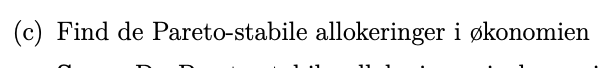 (c) Find de Pareto-stabile allokeringer i økonomien